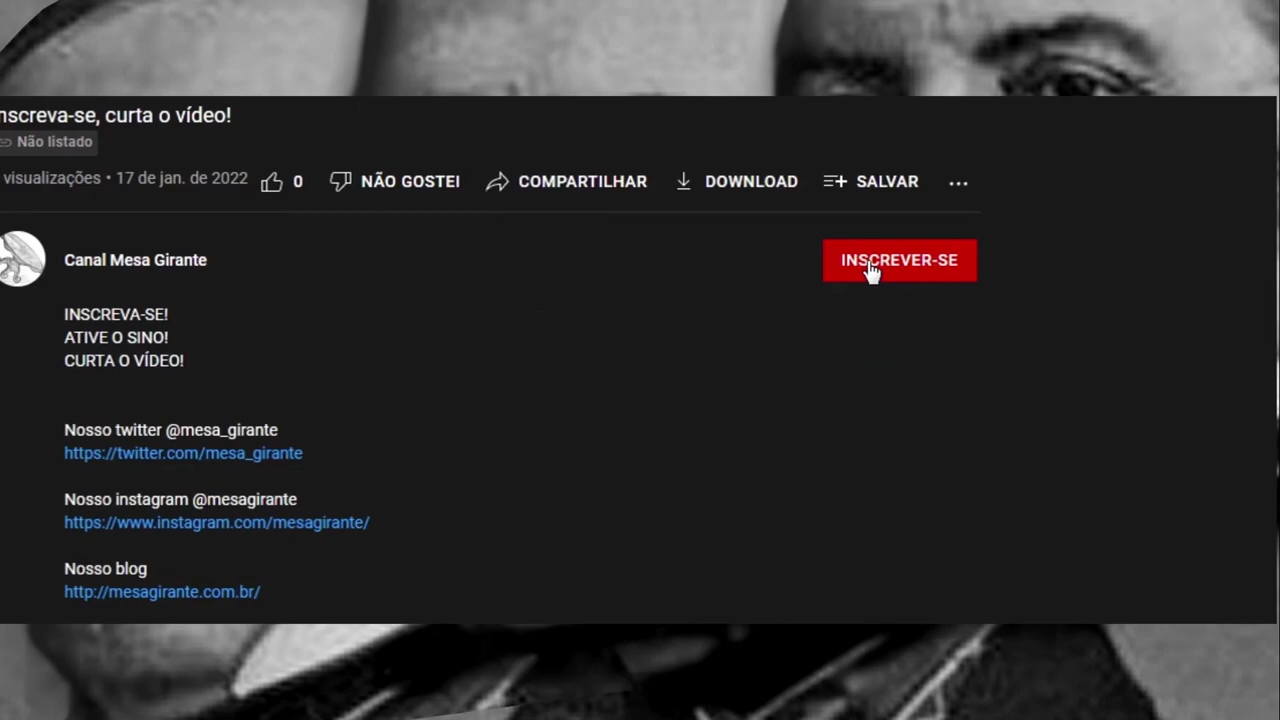 nscreva-se, curta o vídeo!
Não listado
visualizações • 17 de jan. de 2022
0 NÃO GOSTEI COMPARTILHAR DOWNLOAD SALVAR ...
Canal Mesa Girante
INSCREVER-SE
INSCREVA-SE!
ATIVE O SINO!
CURTA O VÍDEO!
Nosso twitter @mesa_girante
https://twitter.com/mesa_girante
Nosso instagram @mesagirante
https://www.instagram.com/mesagirante/
Nosso blog
http://mesagirante.com.br/